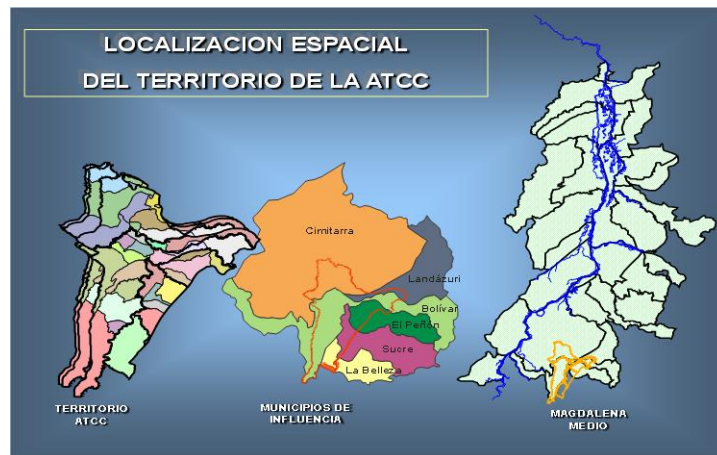 LOCALIZACION ESPACIAL
DEL TERRITORIO DE LA ATCC
Cimitarra
Landázuri
Bolívar
El Peñón
Sucre
La Belleza
TERRITORIO
ATCC
MUNICIPIOS DE
INFLUENCIA
MAGDALENA
MEDIO